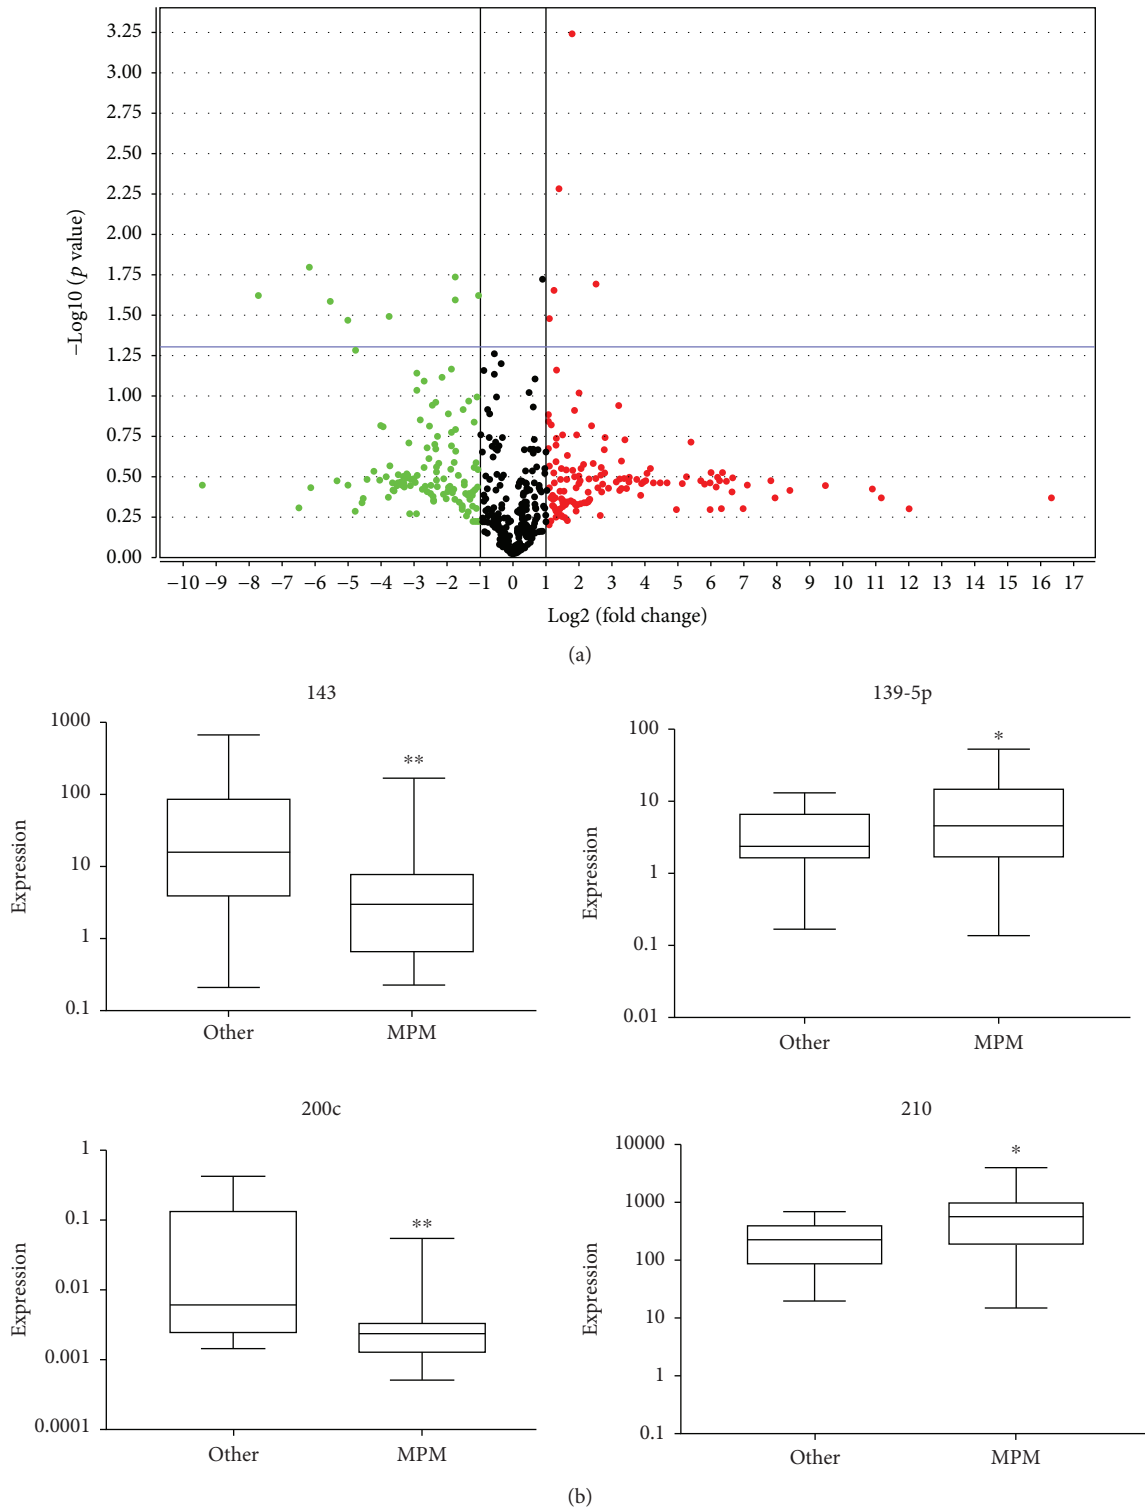 3.25
3.00
2.75
2.50
2.25
2.00
1.75
1.50
1.25
1.00
0.75
0.50
0.25
0.00
−Log10 (p value)
−10 −9 −8 −7 −6 −5 −4 −3 −2 −1 0 1 2 3 4 5 6 7 8 9 10 11 12 13 14 15 16 17
Log2 (fold change)
(a)
143
1000
100
10
1
0.1
Expression
**
Other MPM
139-5p
100
10
1
0.1
0.01
Expression
*
Other MPM
200c
1
0.1
0.01
0.001
0.0001
Expression
**
Other MPM
210
10000
1000
100
10
1
0.1
Expression
*
Other MPM
(b)